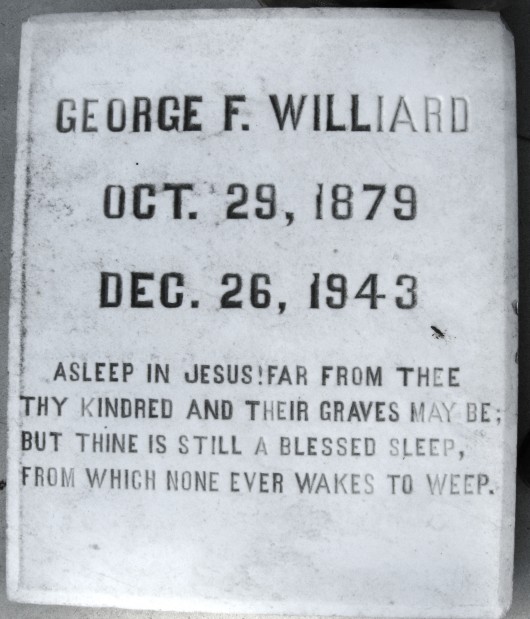 GEORGE F. WILLIARD
OCT. 29, 1879
DEC. 26, 1943
ASLEEP IN JESUS! FAR FROM THEE
THY KINDRED AND THEIR GRAVES MAY BE;
BUT THINE IS STILL A BLESSED SLEEP,
FROM WHICH NONE EVER WAKES TO WEEP.